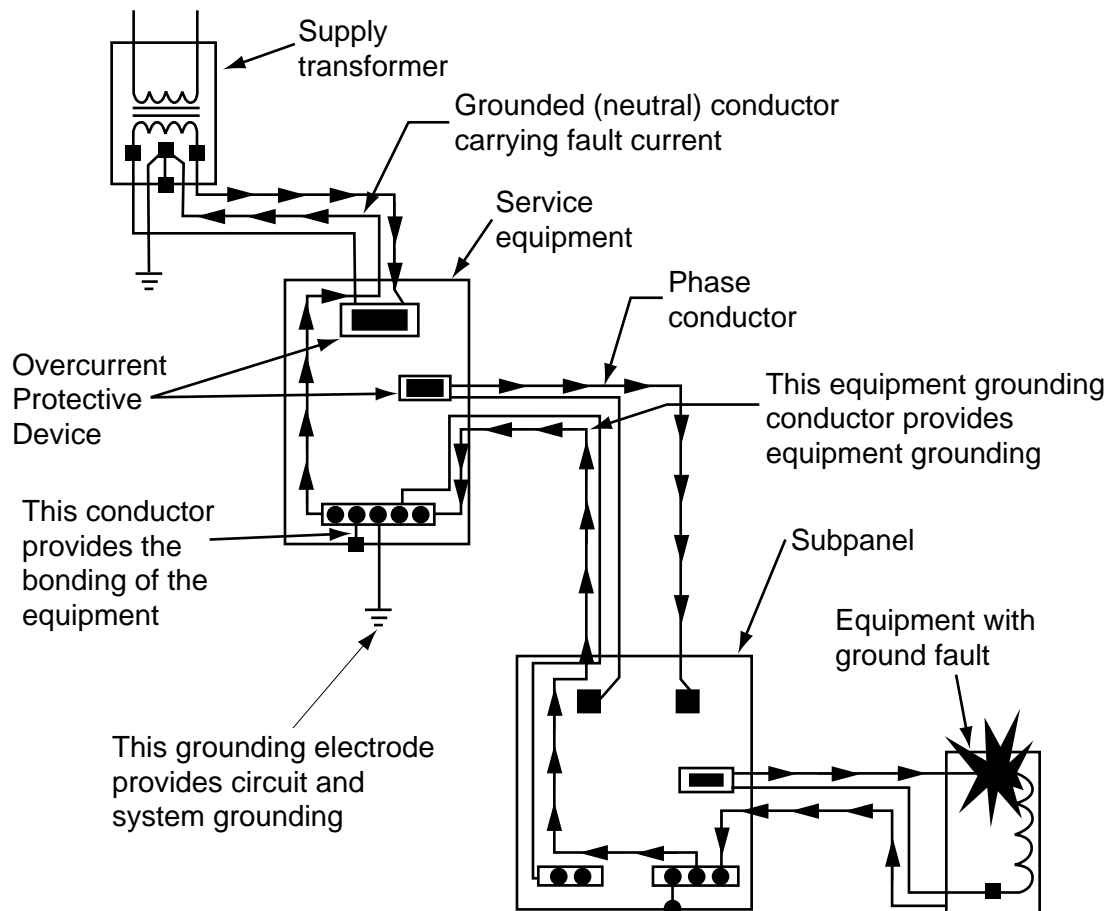 Supply
transformer
Grounded (neutral) conductor
carrying fault current
Service
equipment
Phase
conductor
Overcurrent
Protective
Device
This equipment grounding
conductor provides
equipment grounding
This conductor
provides the
bonding of the
equipment
Subpanel
Equipment with
ground fault
This grounding electrode
provides circuit and
system grounding